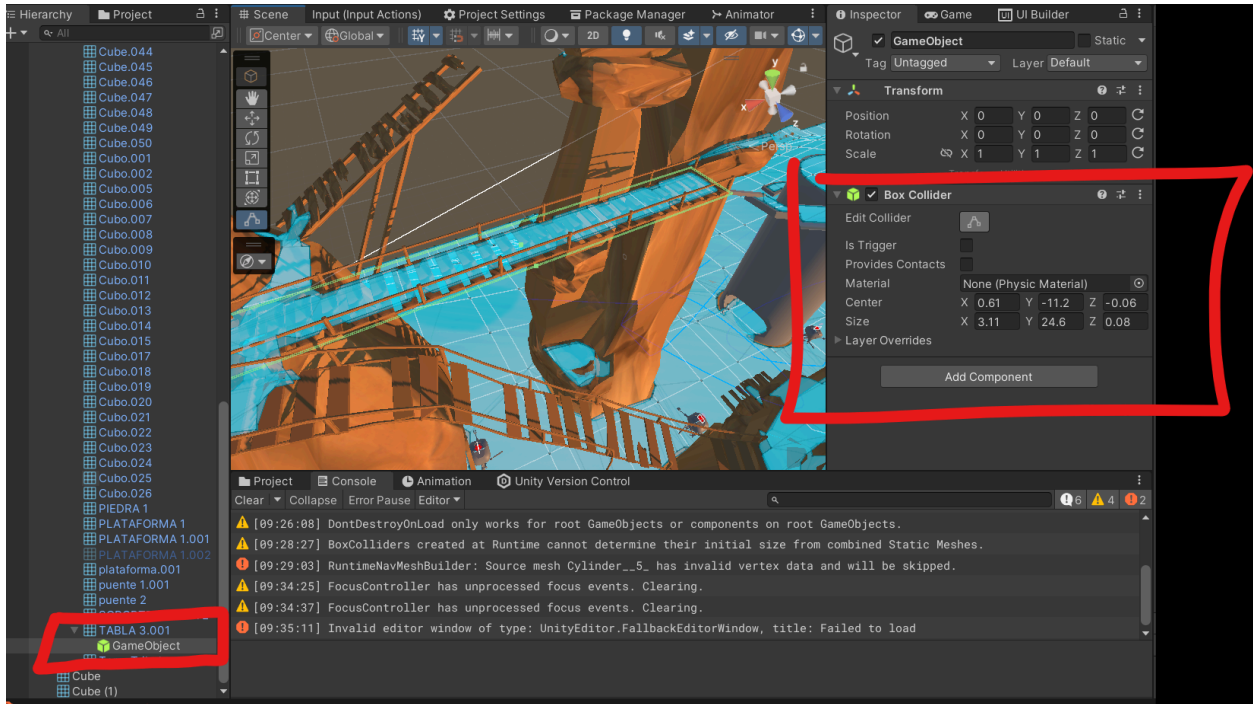 Hierarchy
Project
All
Cube.044
Cube.045
Cube.046
Cube.047
Cube.048
Cube.049
Cube.050
Cubo.001
Cubo.002
Cubo.005
Cubo.006
Cubo.007
Cubo.008
Cubo.009
Cubo.010
Cubo.011
Cubo.012
Cubo.013
Cubo.014
Cubo.015
Cubo.016
Cubo.017
Cubo.018
Cubo.019
Cubo.020
Cubo.021
Cubo.022
Cubo.023
Cubo.024
Cubo.025
Cubo.026
PIEDRA 1
PLATAFORMA 1
PLATAFORMA 1.001
PLATAFORMA 1.002
plataforma.001
puente 1.001
puente 2
TABLA 3.001
GameObject
Cube
Cube (1)
Scene Input (Input Actions) Project Settings Package Manager Animator
Center Global 2D
y
x
z
Persp
Project Console Animation Unity Version Control
Clear Collapse Error Pause Editor 6 4 2
[09:26:08] DontDestroyOnLoad only works for root GameObjects or components on root GameObjects.
[09:28:27] BoxColliders created at Runtime cannot determine their initial size from combined Static Meshes.
[09:29:03] RuntimeNavMeshBuilder: Source mesh Cylinder__5_ has invalid vertex data and will be skipped.
[09:34:25] FocusController has unprocessed focus events. Clearing.
[09:34:37] FocusController has unprocessed focus events. Clearing.
[09:35:11] Invalid editor window of type: UnityEditor.FallbackEditorWindow, title: Failed to load
Inspector Game UI Builder
GameObject Static
Tag Untagged Layer Default
Transform
Position X 0 Y 0 Z 0
Rotation X 0 Y 0 Z 0
Scale X 1 Y 1 Z 1
Box Collider
Edit Collider
Is Trigger
Provides Contacts
Material None (Physic Material)
Center X 0.61 Y -11.2 Z -0.06
Size X 3.11 Y 24.6 Z 0.08
Layer Overrides
Add Component